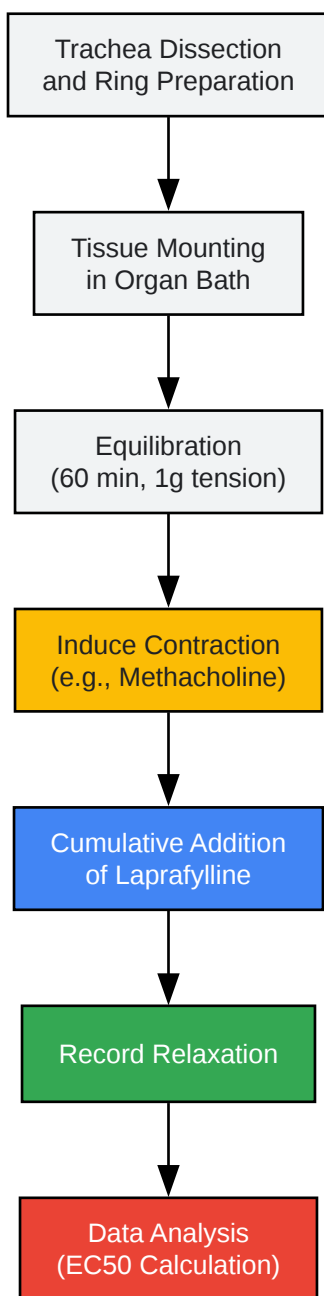 Trachea Dissection
and Ring Preparation
Tissue Mounting
in Organ Bath
Equilibration
(60 min, 1g tension)
Induce Contraction
(e.g., Methacholine)
Cumulative Addition
of Laprafylline
Record Relaxation
Data Analysis
(EC50 Calculation)